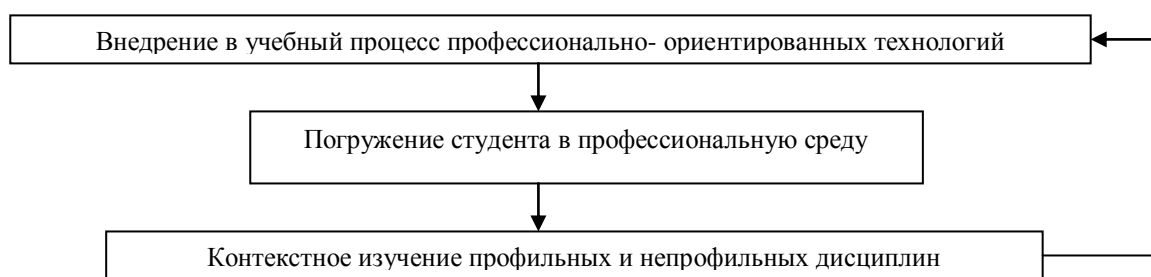 Внедрение в учебный процесс профессионально- ориентированных технологий
Погружение студента в профессиональную среду
Контекстное изучение профильных и непрофильных дисциплин